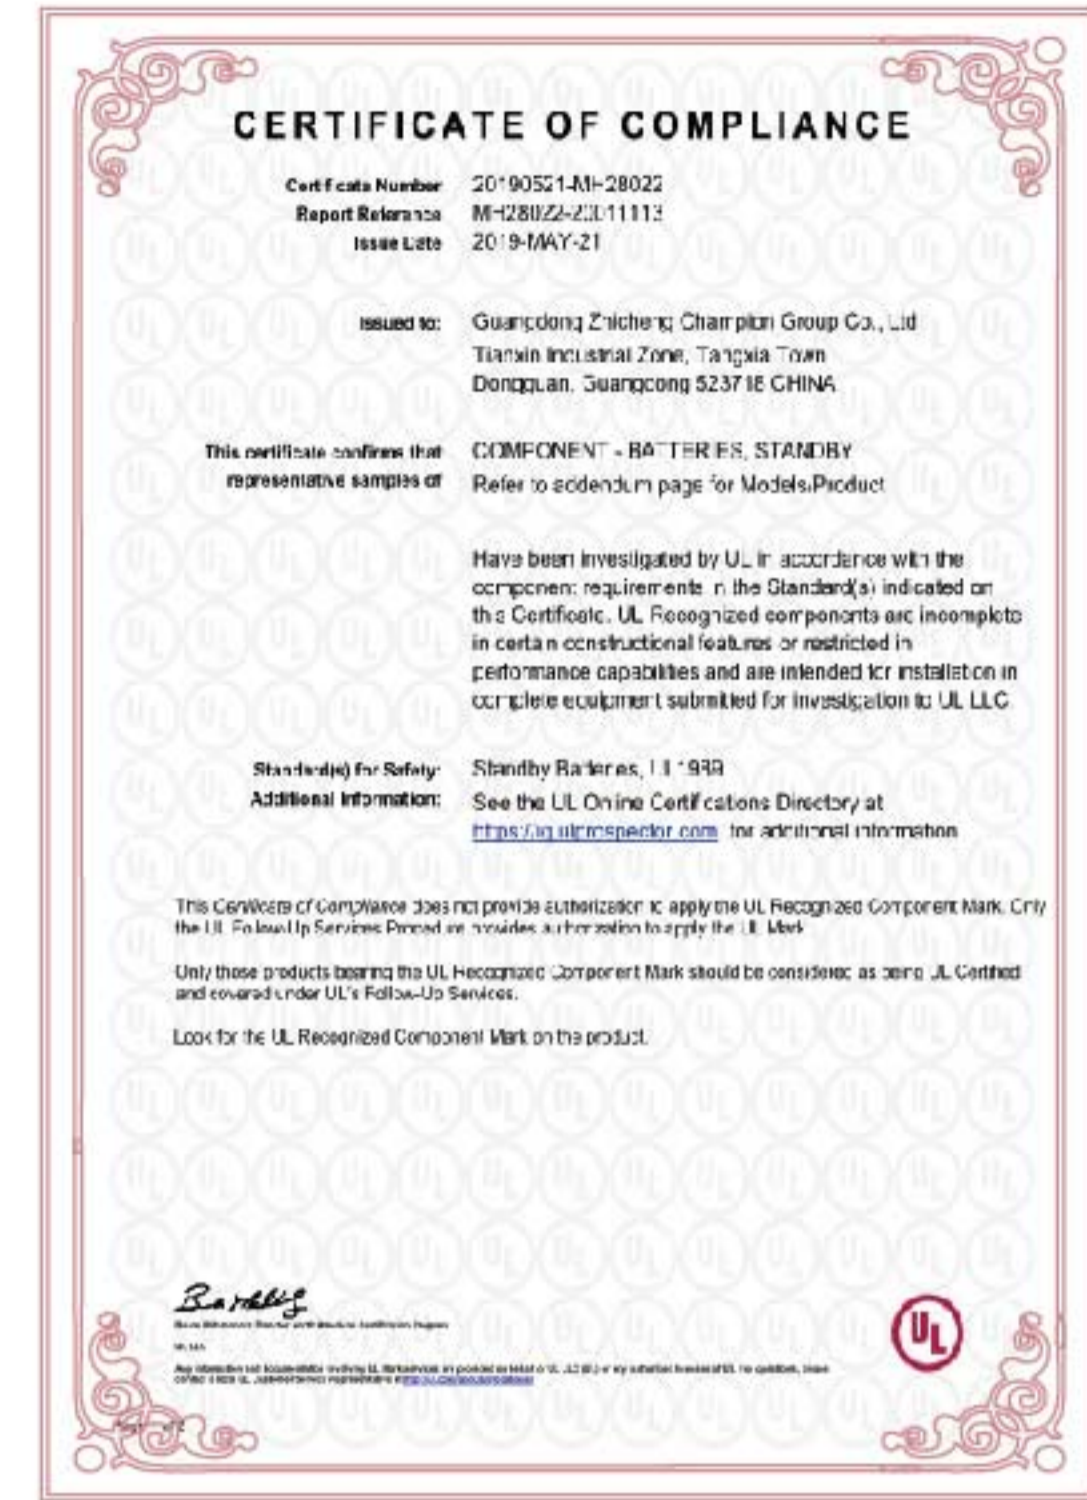 CERTIFICATE OF COMPLIANCE
Certificate Number 20190521-MH28022
Report Reference MH28022-20011113
Issue Date 2019-MAY-21
Issued to: Guangdong Zhicheng Champion Group Co., Ltd
Tianxin Industrial Zone, Tangxia Town
Dongguan, Guangdong 523718 CHINA
This certificate confirms that COMPONENT - BATTERIES, STANDBY
representative samples of Refer to addendum page for Models/Product
Have been investigated by UL in accordance with the
component requirements in the Standard(s) indicated on
this Certificate. UL Recognized components are incomplete
in certain constructional features or restricted in
performance capabilities and are intended for installation in
complete equipment submitted for investigation to UL LLC.
Standard(s) for Safety: Standby Batteries, UL 1989
Additional Information: See the UL Online Certifications Directory at
https://iq.ulprospector.com for additional information
This Certificate of Compliance does not provide authorization to apply the UL Recognized Component Mark. Only
the UL Follow-Up Services Procedure provides authorization to apply the UL Mark.
Only those products bearing the UL Recognized Component Mark should be considered as being UL Certified
and covered under UL's Follow-Up Services.
Look for the UL Recognized Component Mark on the product.
UL